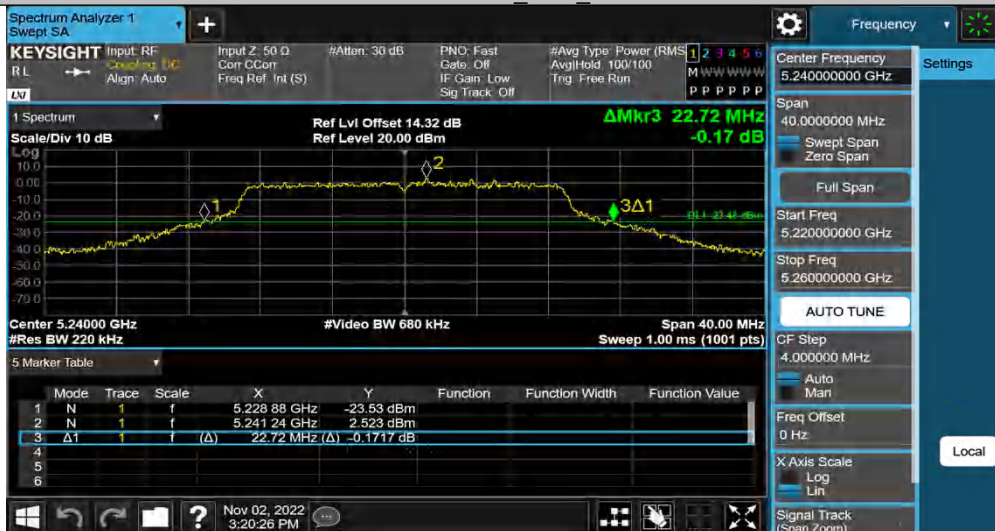 Spectrum Analyzer 1
Swept SA
+
Frequency
KEYSIGHT
RL
LXI
Input: RF
Coupling: DC
Align: Auto
Input Z: 50 Ω
Corr CCorr
Freq Ref: Int (S)
#Atten: 30 dB
PNO: Fast
Gate: Off
IF Gain: Low
Sig Track: Off
#Avg Type: Power (RMS
Avg|Hold: 100/100
Trig: Free Run
1 2 3 4 5 6
M W W W W W
P P P P P P
1 Spectrum
Scale/Div 10 dB
Ref Lvl Offset 14.32 dB
Ref Level 20.00 dBm
ΔMkr3 22.72 MHz
-0.17 dB
Log
10.0
0.00
-10.0
-20.0
-30.0
-40.0
-50.0
-60.0
-70.0
1
2
3Δ1
Center 5.24000 GHz
#Video BW 680 kHz
Span 40.00 MHz
#Res BW 220 kHz
Sweep 1.00 ms (1001 pts)
5 Marker Table
Mode Trace Scale X Y Function Function Width Function Value
1 N 1 f 5.228 88 GHz -23.53 dBm
2 N 1 f 5.241 24 GHz 2.523 dBm
3 Δ1 1 f (Δ) 22.72 MHz (Δ) -0.1717 dB
4
5
6
Nov 02, 2022
3:20:26 PM
Center Frequency
5.240000000 GHz
Span
40.0000000 MHz
Swept Span
Zero Span
Full Span
Start Freq
5.220000000 GHz
Stop Freq
5.260000000 GHz
AUTO TUNE
CF Step
4.000000 MHz
Auto
Man
Freq Offset
0 Hz
X Axis Scale
Log
Lin
Signal Track
(Span Zoom)
Settings
Local